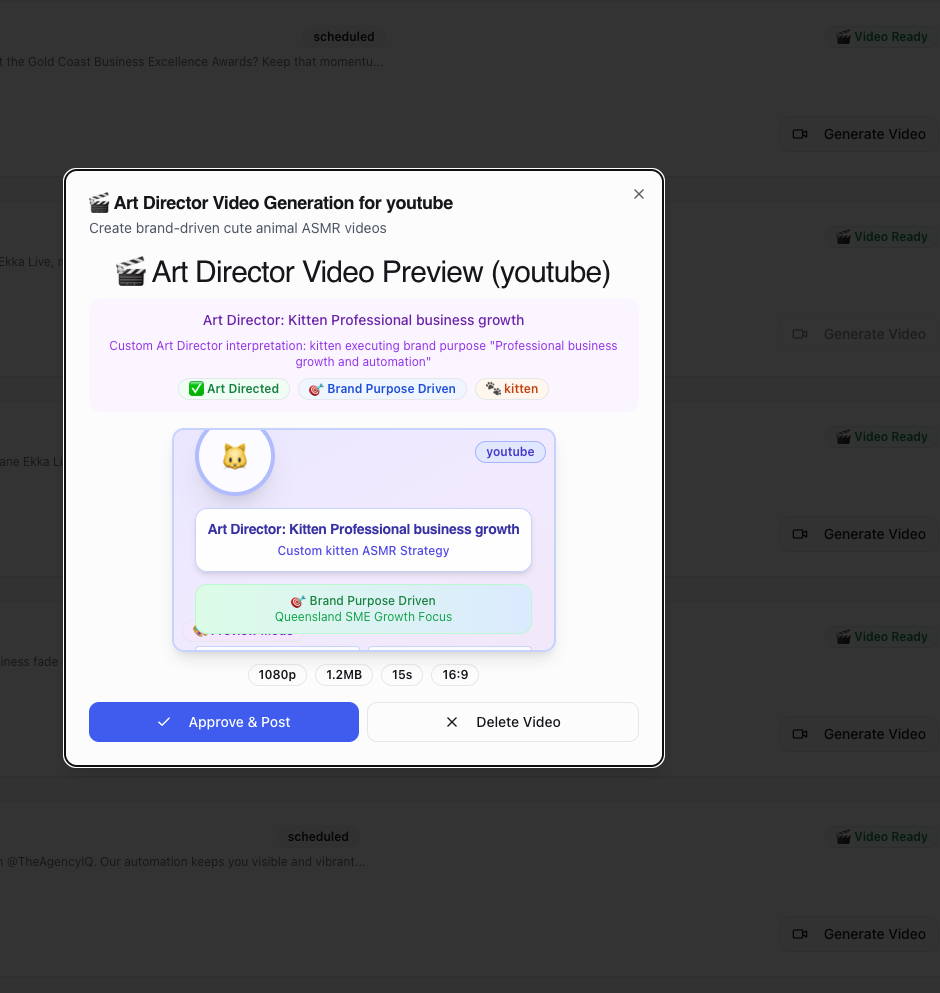 scheduled
🎬 Video Ready
t the Gold Coast Business Excellence Awards? Keep that momentu...
Generate Video
🎬 Art Director Video Generation for youtube
Create brand-driven cute animal ASMR videos
🎬 Video Ready
Ekka Live,
🎬 Art Director Video Preview (youtube)
Art Director: Kitten Professional business growth
Generate Video
Custom Art Director interpretation: kitten executing brand purpose "Professional business
growth and automation"
✅ Art Directed
🎯 Brand Purpose Driven
🐾 kitten
🎬 Video Ready
youtube
ane Ekka
Art Director: Kitten Professional business growth
Generate Video
Custom kitten ASMR Strategy
🎯 Brand Purpose Driven
Queensland SME Growth Focus
Preview Mode
🎬 Video Ready
iness fade
1080p
1.2MB
15s
16:9
Approve & Post
Delete Video
Generate Video
scheduled
🎬 Video Ready
@TheAgencyIQ. Our automation keeps you visible and vibrant...
Generate Video